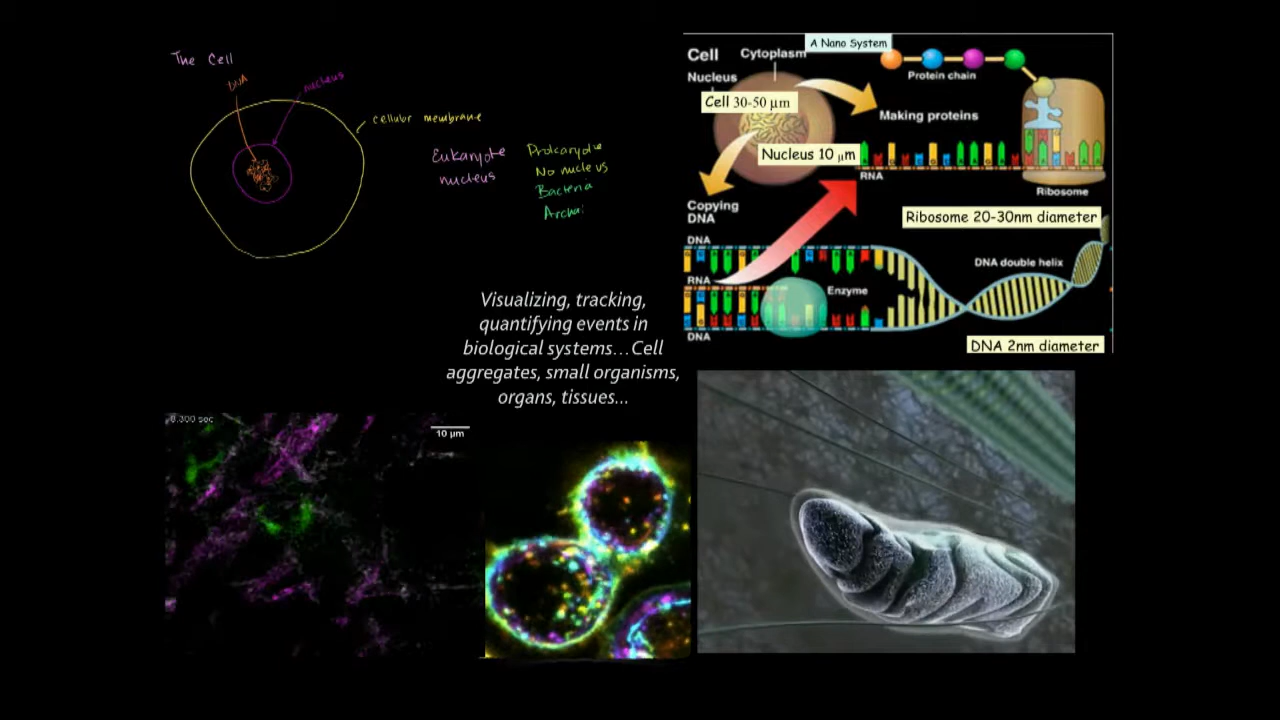 The Cell
DNA
nucleus
cellular membrane
Eukaryote
nucleus
Prokaryote
No nucleus
Bacteria
A Nano System
Cell
Cytoplasm
Nucleus
Cell 30-50 μm
Protein chain
Making proteins
Nucleus 10 μm
RNA
Ribosome
Copying
DNA
Ribosome 20-30nm diameter
DNA
DNA double helix
RNA
Enzyme
DNA
DNA 2nm diameter
Visualizing, tracking,
quantifying events in
biological systems...Cell
aggregates, small organisms,
organs, tissues...
0.300 sec
10 μm